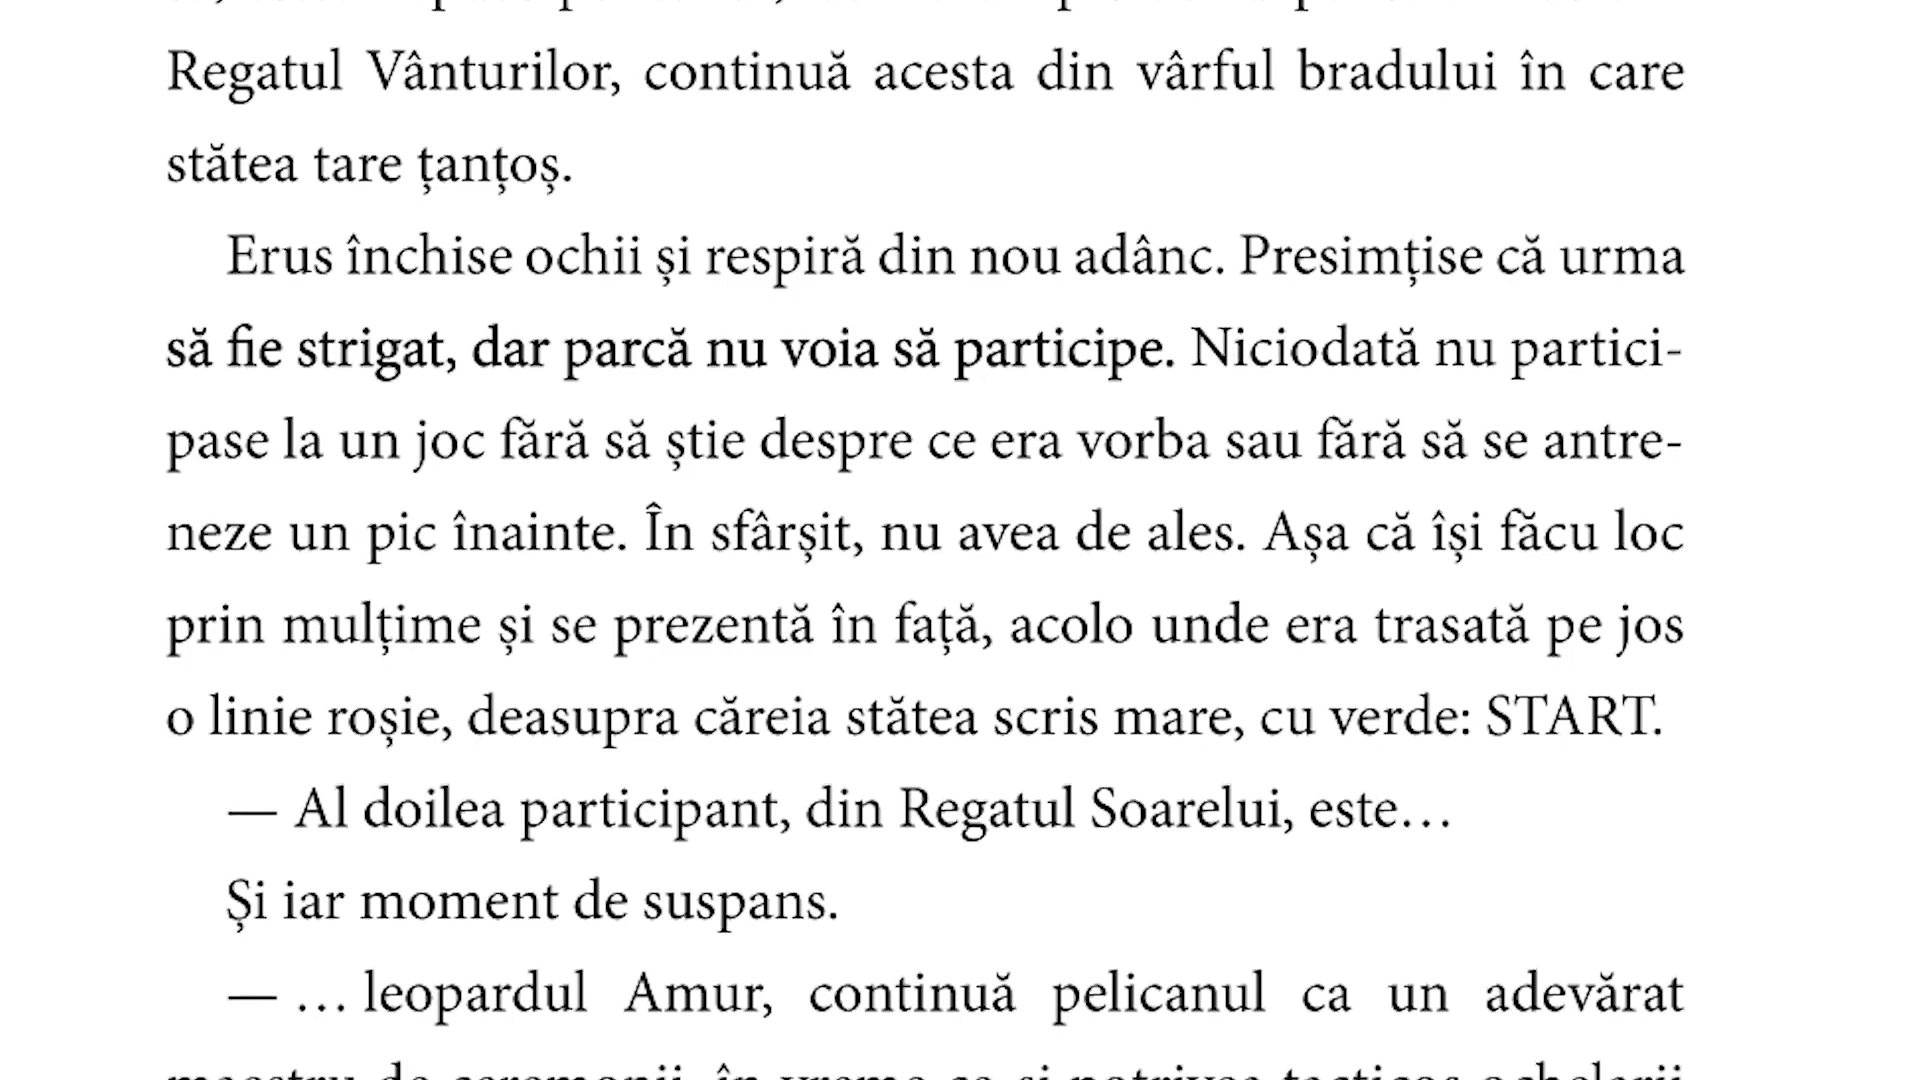 Regatul Vânturilor, continuă acesta din vârful bradului în care
stătea tare țanțoș.
Erus închise ochii și respiră din nou adânc. Presimțise că urma
să fie strigat, dar parcă nu voia să participe. Niciodată nu partici-
pase la un joc fără să știe despre ce era vorba sau fără să se antre-
neze un pic înainte. În sfârșit, nu avea de ales. Așa că își făcu loc
prin mulțime și se prezentă în față, acolo unde era trasată pe jos
o linie roșie, deasupra căreia stătea scris mare, cu verde: START.
— Al doilea participant, din Regatul Soarelui, este…
Și iar moment de suspans.
— … leopardul Amur, continuă pelicanul ca un adevărat